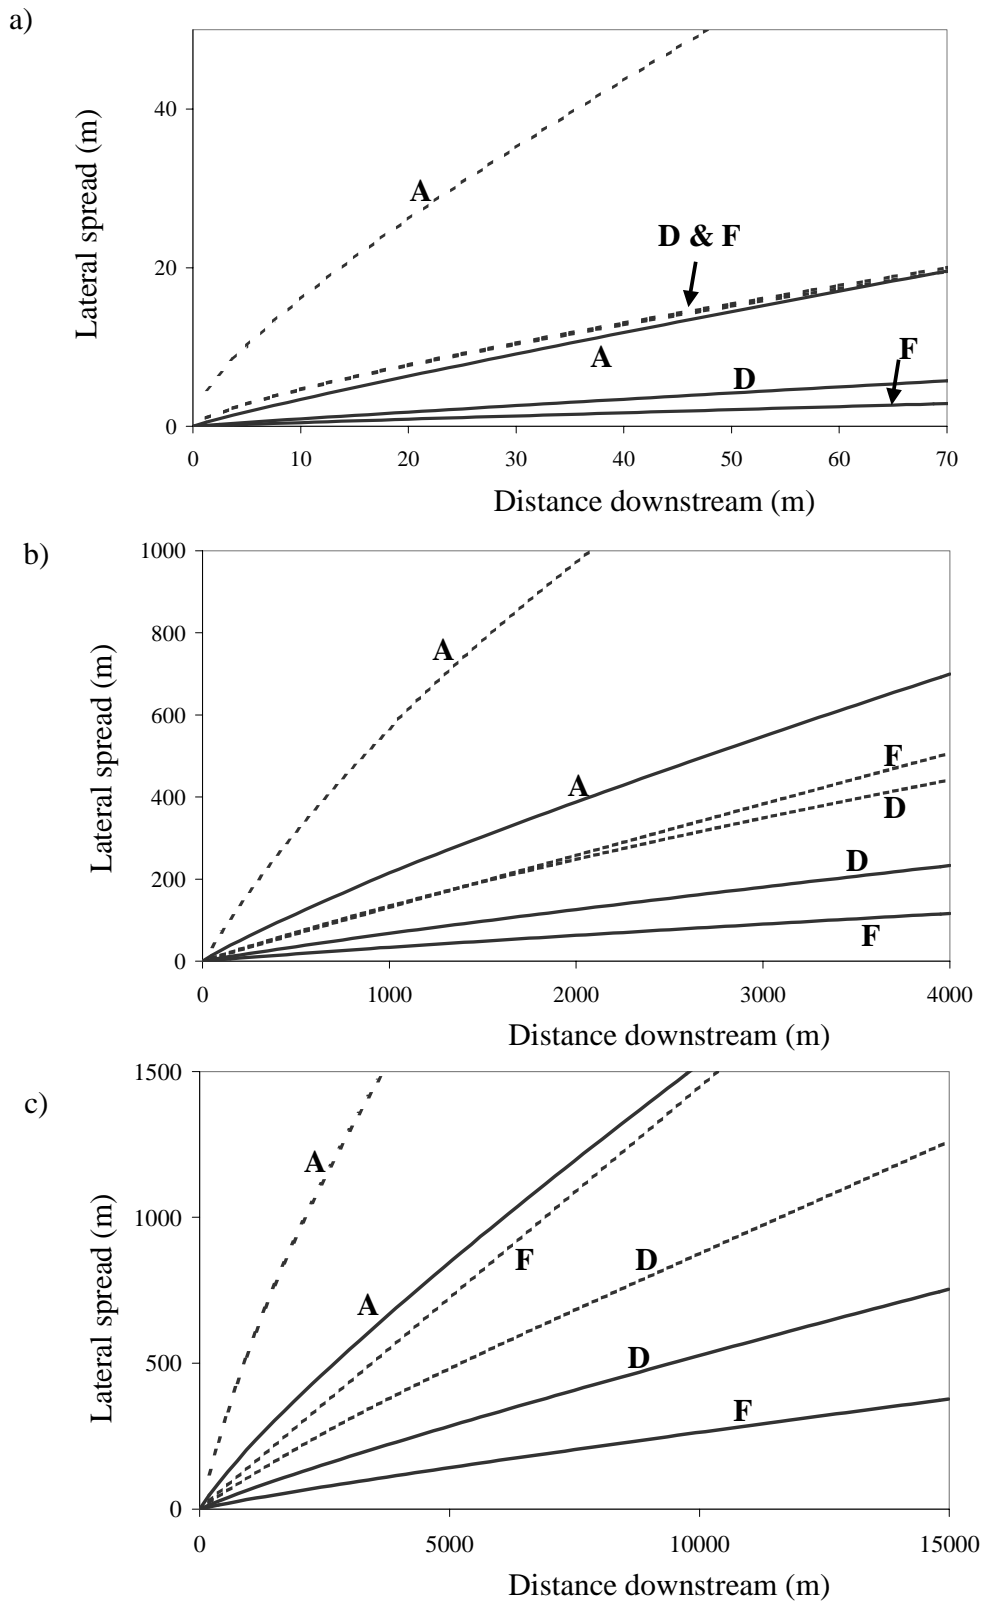 a)
Lateral spread (m)
40
20
0
A
D & F
A
D
F
0 10 20 30 40 50 60 70
Distance downstream (m)
b)
Lateral spread (m)
1000
800
600
400
200
0
A
A
F
D
D
F
0 1000 2000 3000 4000
Distance downstream (m)
c)
Lateral spread (m)
1500
1000
500
0
A
A
F
D
D
F
0 5000 10000 15000
Distance downstream (m)